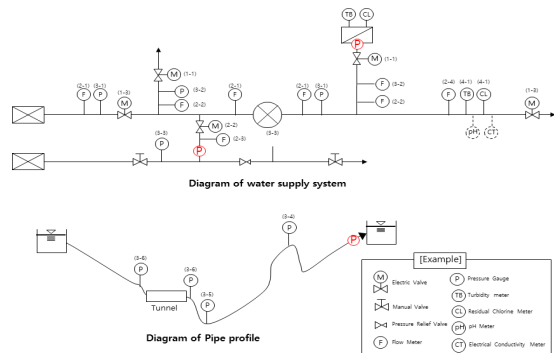 TB CL
P
M (1-1)
M (1-1)
(2-1) (3-1) (1-3) P (3-2) (2-1) (2-1) (3-1) F (3-2) (2-4) (4-1) (4-1) (1-3)
F P M F (2-2) F F P F (2-2) F TB CL M
pH CT
(3-3) M (2-2) (3-3)
P F (2-3)
P
Diagram of water supply system
(3-4)
P
P
(3-8)
P (3-6)
P
(3-5)
Tunnel P
Diagram of Pipe profile
[Example]
M Electric Valve
P Pressure Gauge
TB Turbidity meter
Manual Valve
CL Residual Chlorine Meter
Pressure Relief Valve
pH pH Meter
F Flow Meter
CT Electrical Conductivity Meter